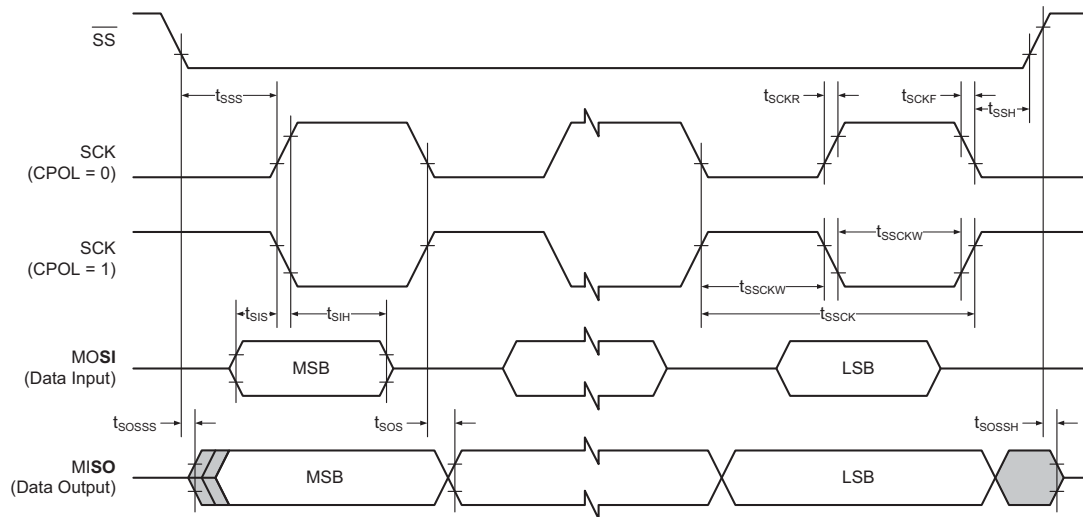 SS
tSSS
tSCKR
tSCKF
tSSH
SCK
(CPOL = 0)
SCK
(CPOL = 1)
tSSCKW
tSSCKW
tSIS
tSIH
tSSCK
MOSI
(Data Input)
MSB
LSB
tSOSSS
tSOS
tSOSSH
MISO
(Data Output)
MSB
LSB